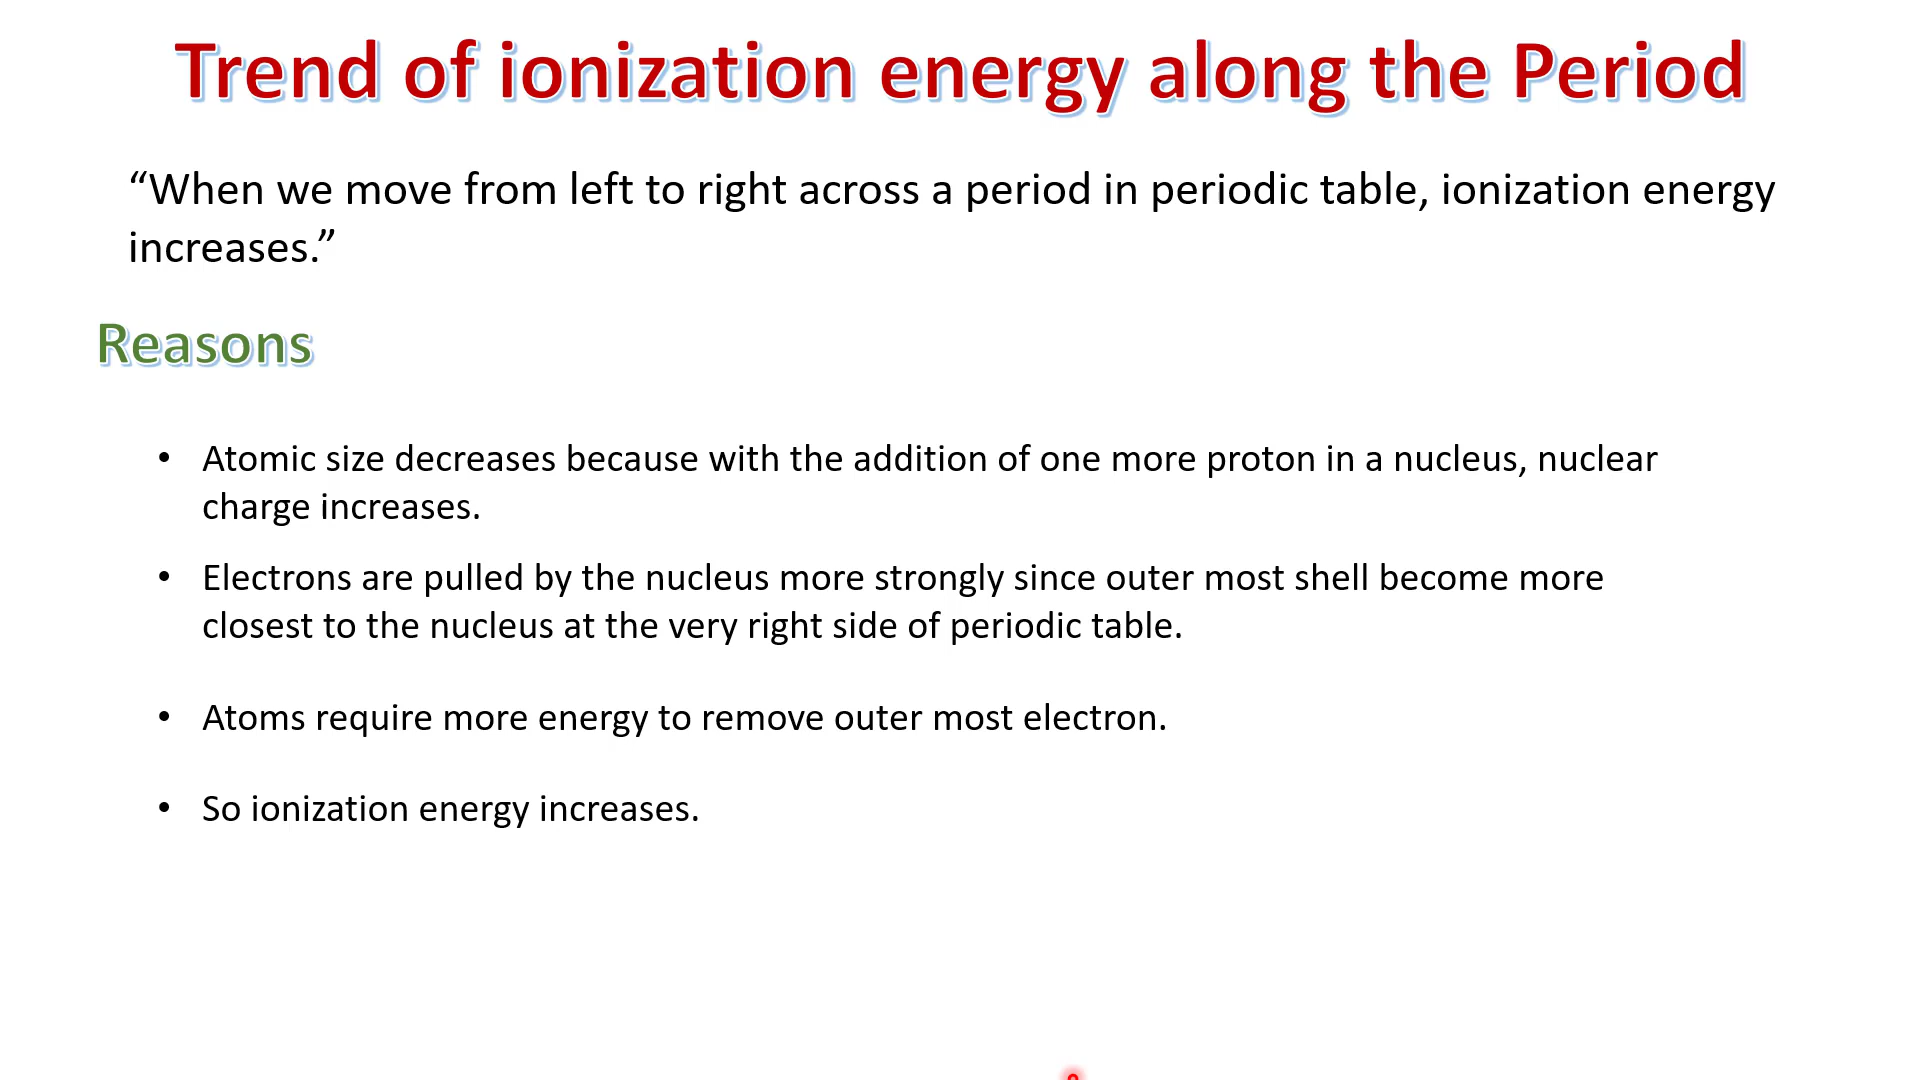 Trend of ionization energy along the Period
“When we move from left to right across a period in periodic table, ionization energy
increases.”
Reasons
• Atomic size decreases because with the addition of one more proton in a nucleus, nuclear
charge increases.
• Electrons are pulled by the nucleus more strongly since outer most shell become more
closest to the nucleus at the very right side of periodic table.
• Atoms require more energy to remove outer most electron.
• So ionization energy increases.